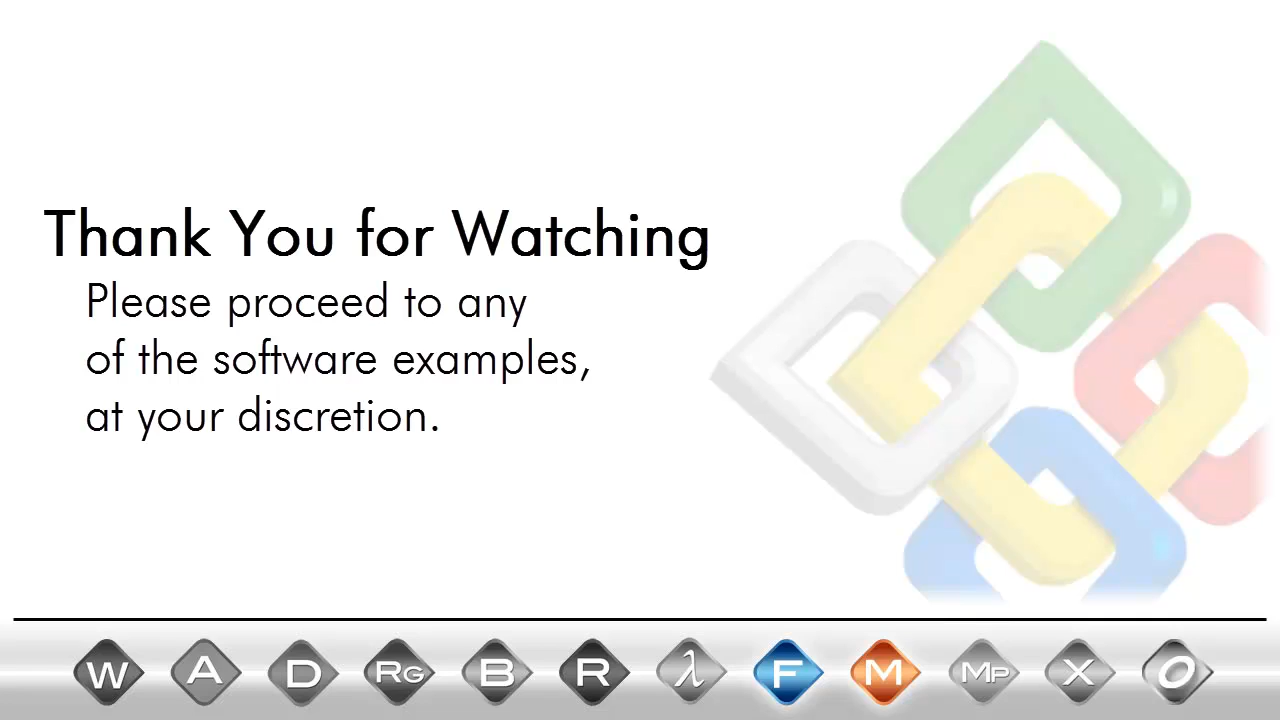 Thank You for Watching
Please proceed to any
of the software examples,
at your discretion.
W A D RG B R λ F M MP X O